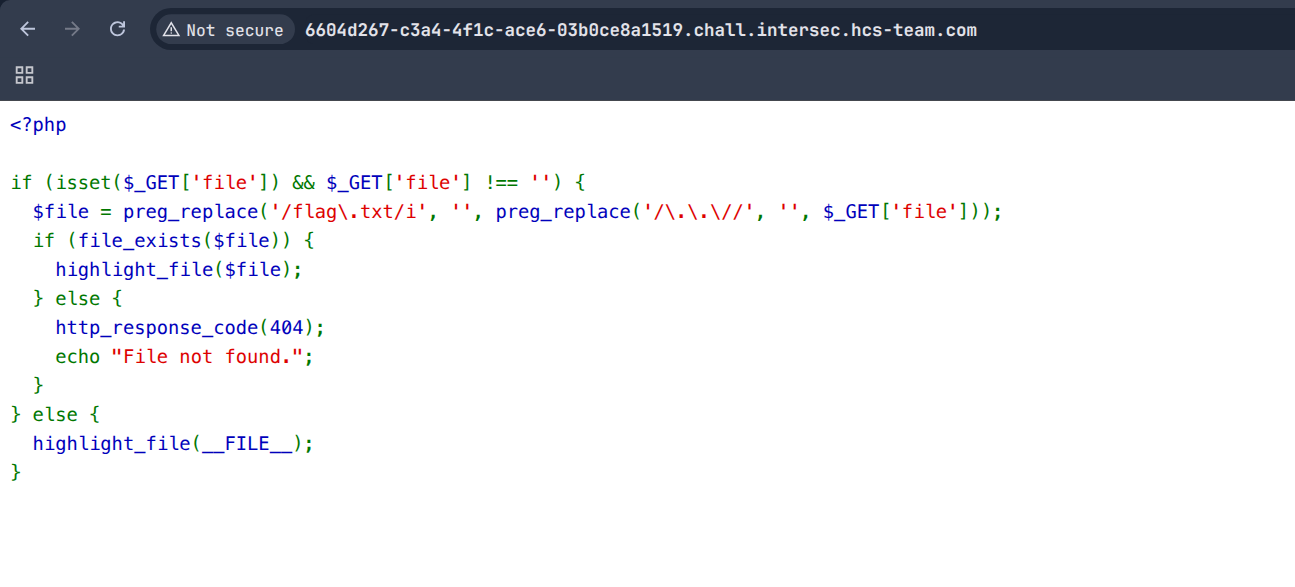 Not secure 6604d267-c3a4-4f1c-ace6-03b0ce8a1519.chall.intersec.hcs-team.com
<?php
if (isset($_GET['file']) && $_GET['file'] !== '') {
  $file = preg_replace('/flag\.txt/i', '', preg_replace('/\.\.\//', '', $_GET['file']));
  if (file_exists($file)) {
    highlight_file($file);
  } else {
    http_response_code(404);
    echo "File not found.";
  }
} else {
  highlight_file(__FILE__);
}